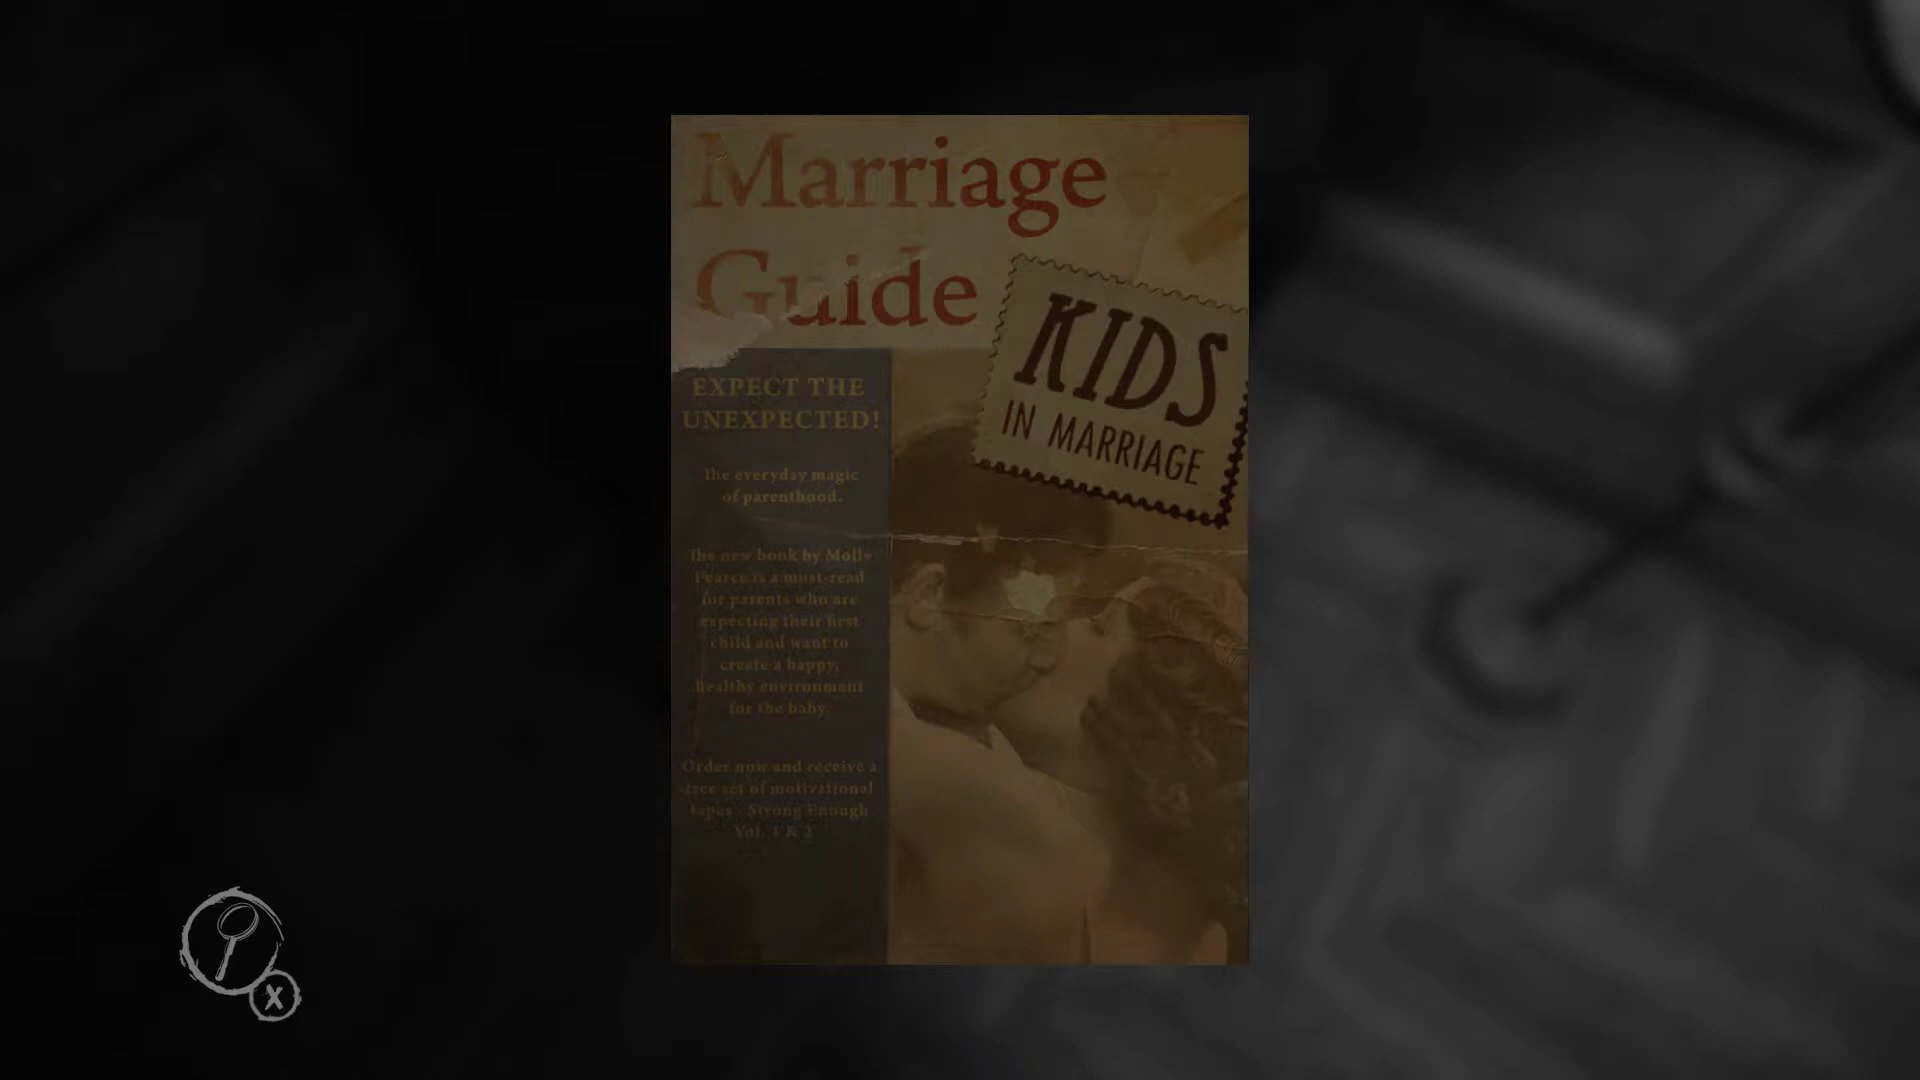 Marriage
Guide
KIDS
IN MARRIAGE
EXPECT THE
UNEXPECTED!
The everyday magic
of parenthood.
The new book by Molly
Pearce is a must-read
for parents who are
expecting their first
child and want to
create a happy,
healthy environment
for the baby.
Order now and receive a
free set of motivational
tapes - Strong Enough
Vol. 1 & 2
X